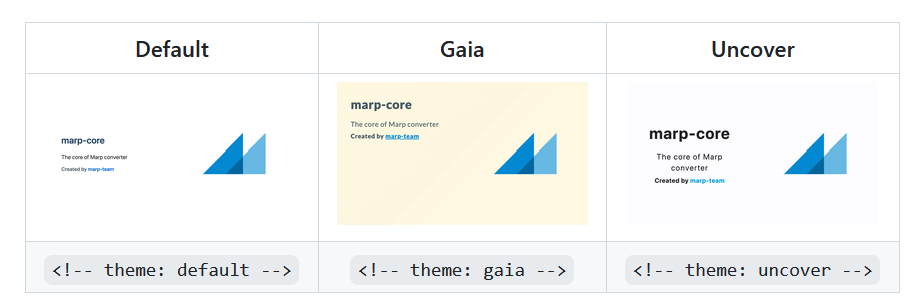 Default
Gaia
Uncover
marp-core
The core of Marp converter
Created by marp-team
marp-core
The core of Marp converter
Created by marp-team
marp-core
The core of Marp
converter
Created by marp-team
<!-- theme: default -->
<!-- theme: gaia -->
<!-- theme: uncover -->